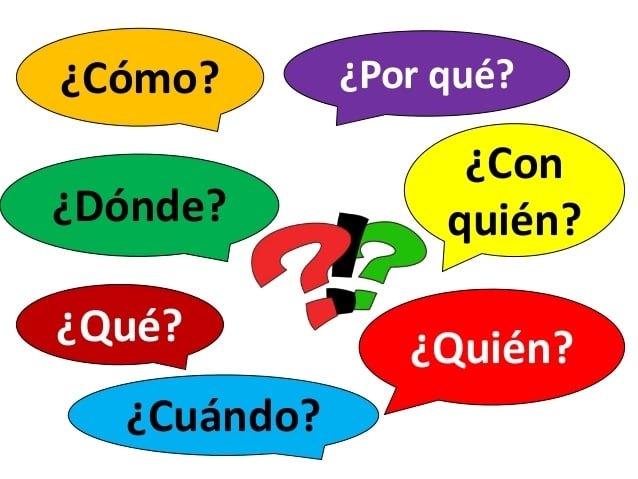 ¿Cómo?
¿Por qué?
¿Con
quién?
¿Dónde?
¿Qué?
¿Quién?
¿Cuándo?